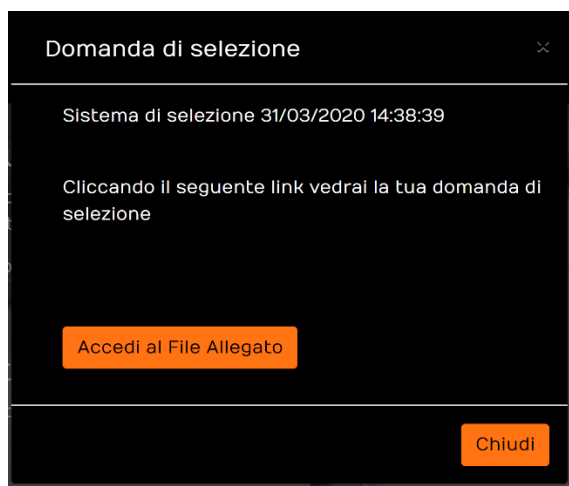 Domanda di selezione
Sistema di selezione 31/03/2020 14:38:39
Cliccando il seguente link vedrai la tua domanda di
selezione
Accedi al File Allegato
Chiudi